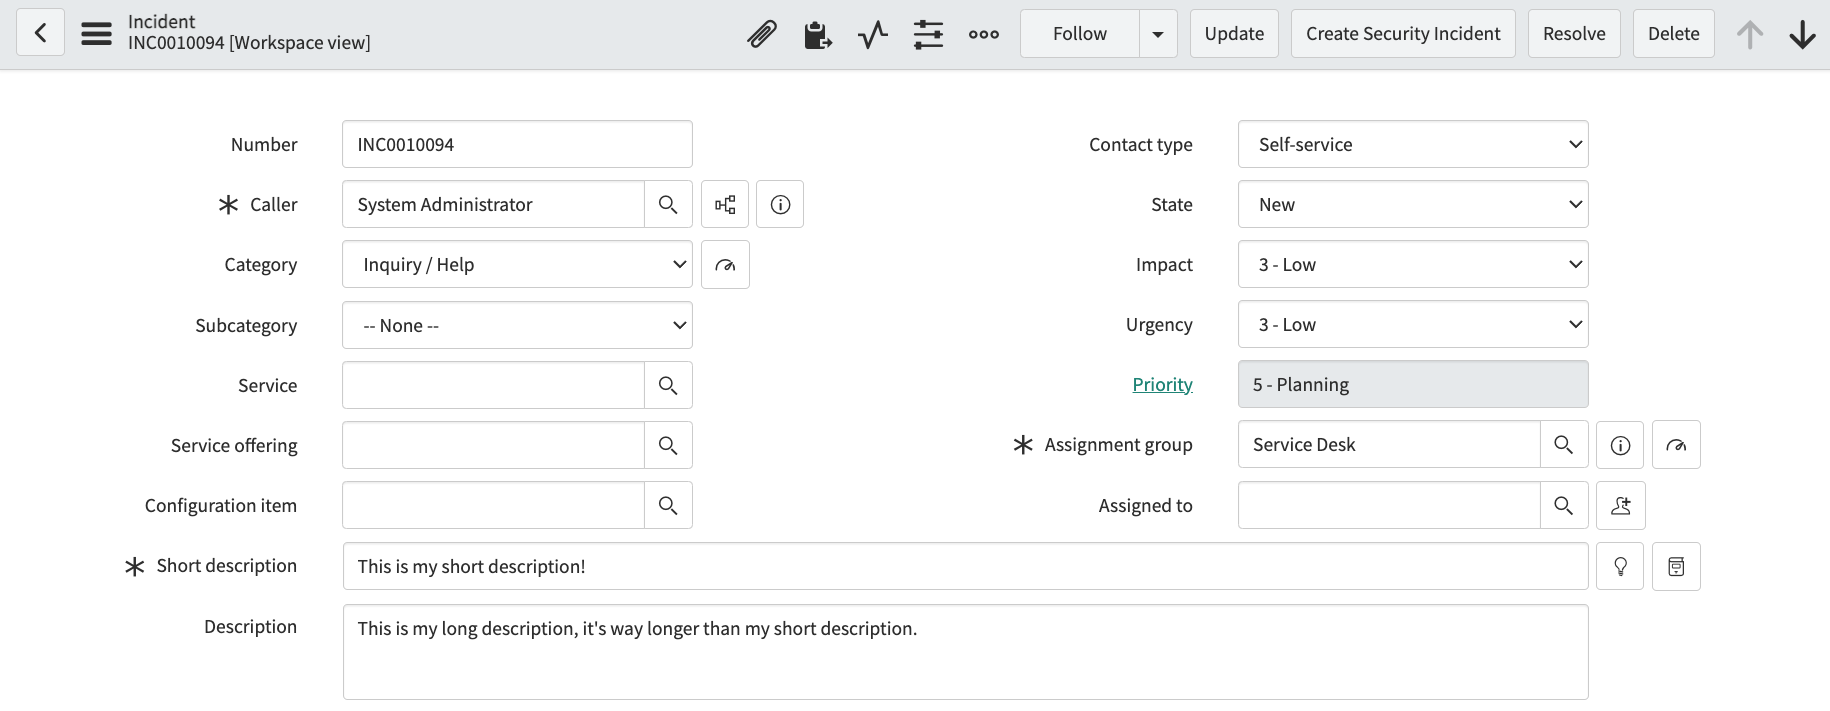 Incident
INC0010094 [Workspace view]
Follow
Update
Create Security Incident
Resolve
Delete
Number
INC0010094
Caller
System Administrator
Category
Inquiry / Help
Subcategory
-- None --
Service
Service offering
Configuration item
Contact type
Self-service
State
New
Impact
3 - Low
Urgency
3 - Low
Priority
5 - Planning
Assignment group
Service Desk
Assigned to
Short description
This is my short description!
Description
This is my long description, it's way longer than my short description.